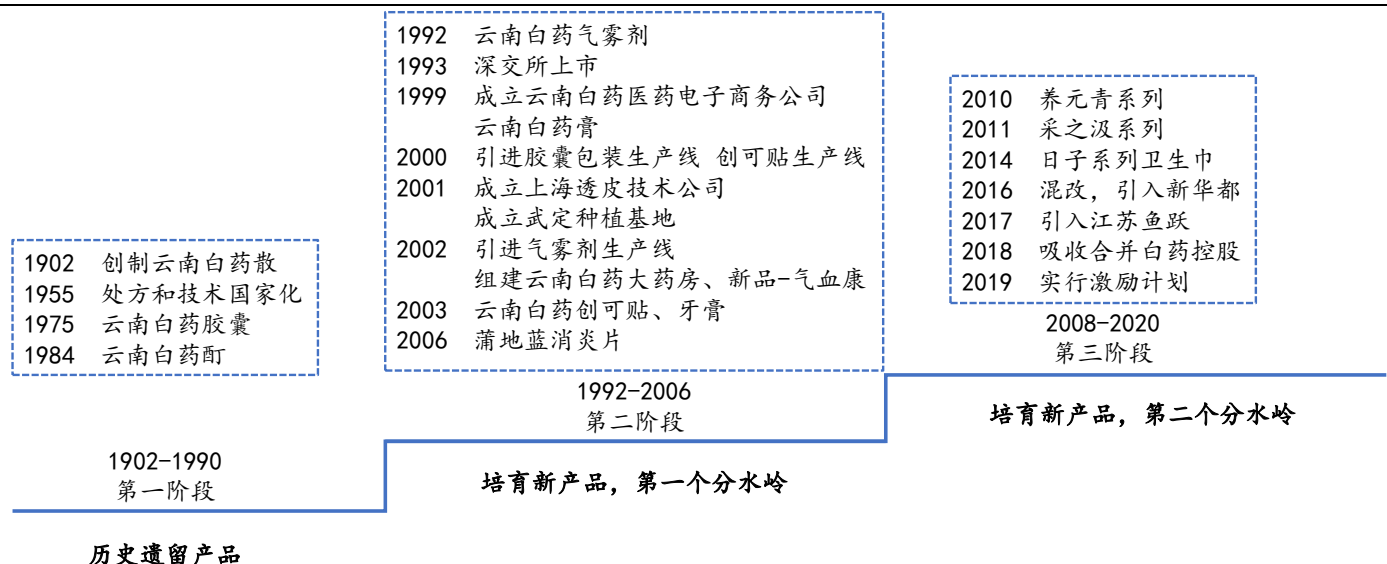 1902 创制云南白药散
1955 处方和技术国家化
1975 云南白药胶囊
1984 云南白药酊
1902-1990
第一阶段
历史遗留产品
1992 云南白药气雾剂
1993 深交所上市
1999 成立云南白药医药电子商务公司
云南白药膏
2000 引进胶囊包装生产线 创可贴生产线
2001 成立上海透皮技术公司
成立武定种植基地
2002 引进气雾剂生产线
组建云南白药大药房、新品-气血康
2003 云南白药创可贴、牙膏
2006 蒲地蓝消炎片
1992-2006
第二阶段
培育新产品，第一个分水岭
2010 养元青系列
2011 采之汲系列
2014 日子系列卫生巾
2016 混改，引入新华都
2017 引入江苏鱼跃
2018 吸收合并白药控股
2019 实行激励计划
2008-2020
第三阶段
培育新产品，第二个分水岭